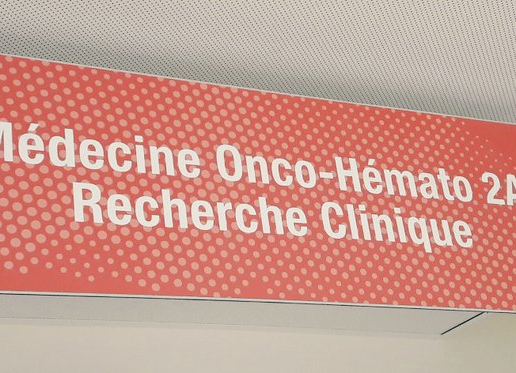 Médecine Onco-Hémato 2A
Recherche Clinique